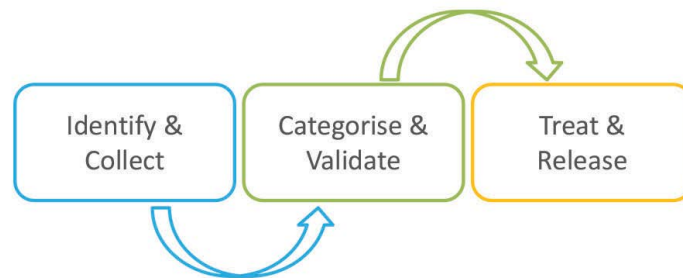 Identify &
Collect
Categorise &
Validate
Treat &
Release